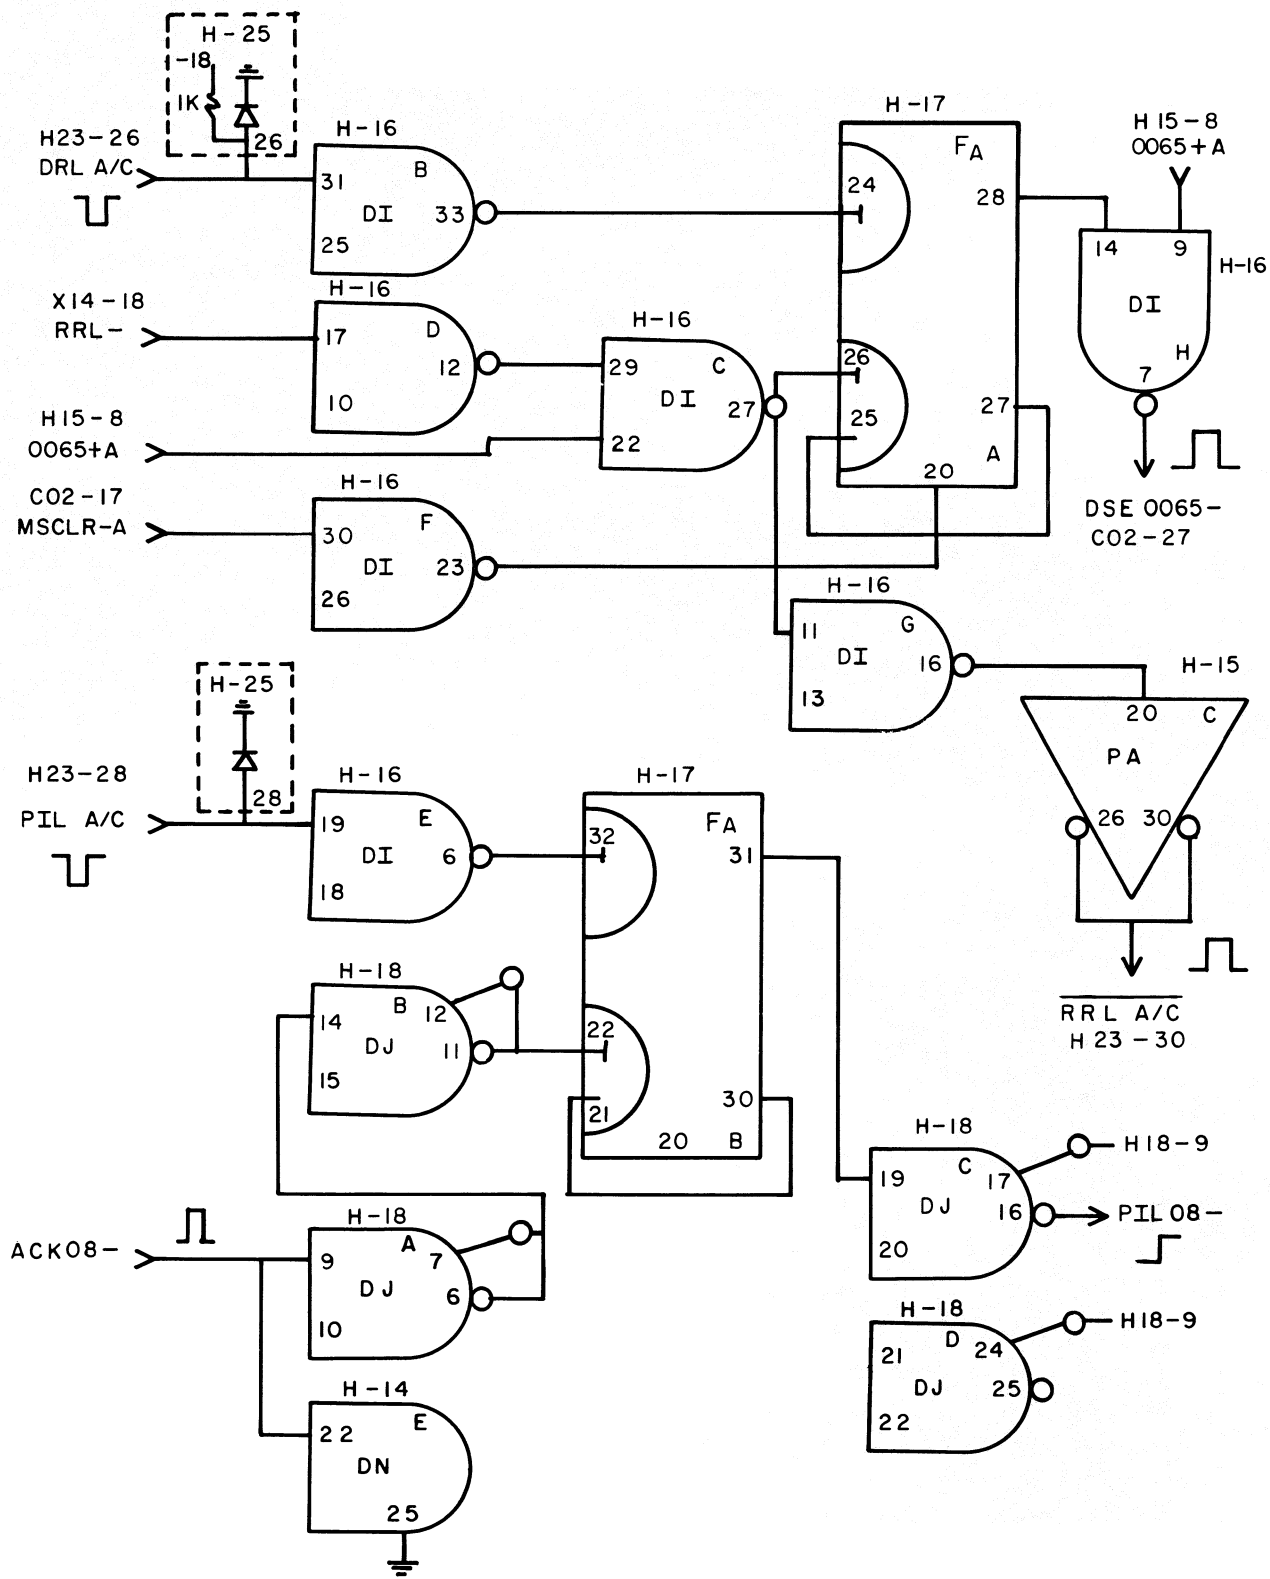 H-25
-18
1K
26
H23-26
DRL A/C
H-16
31
B
DI
33
25
H-17
FA
24
28
26
25
27
A
20
H 15-8
0065+A
14
9
H-16
DI
H
7
DSE 0065-
C02-27
X14-18
RRL-
H-16
17
D
12
10
H-16
29
C
DI
27
22
H15-8
0065+A
C02-17
MSCLR-A
H-16
30
F
DI
23
26
H-16
11
G
DI
16
13
H-15
20
C
PA
26
30
RRL A/C
H 23-30
H-25
28
H23-28
PIL A/C
H-16
19
E
DI
6
18
H-17
32
FA
31
22
21
30
20
B
H-18
14
B
12
DJ
11
15
ACK08-
H-18
9
A
7
DJ
6
10
H-14
22
E
DN
25
H-18
19
C
17
DJ
16
20
H18-9
PIL08-
H-18
21
D
24
DJ
25
22
H18-9